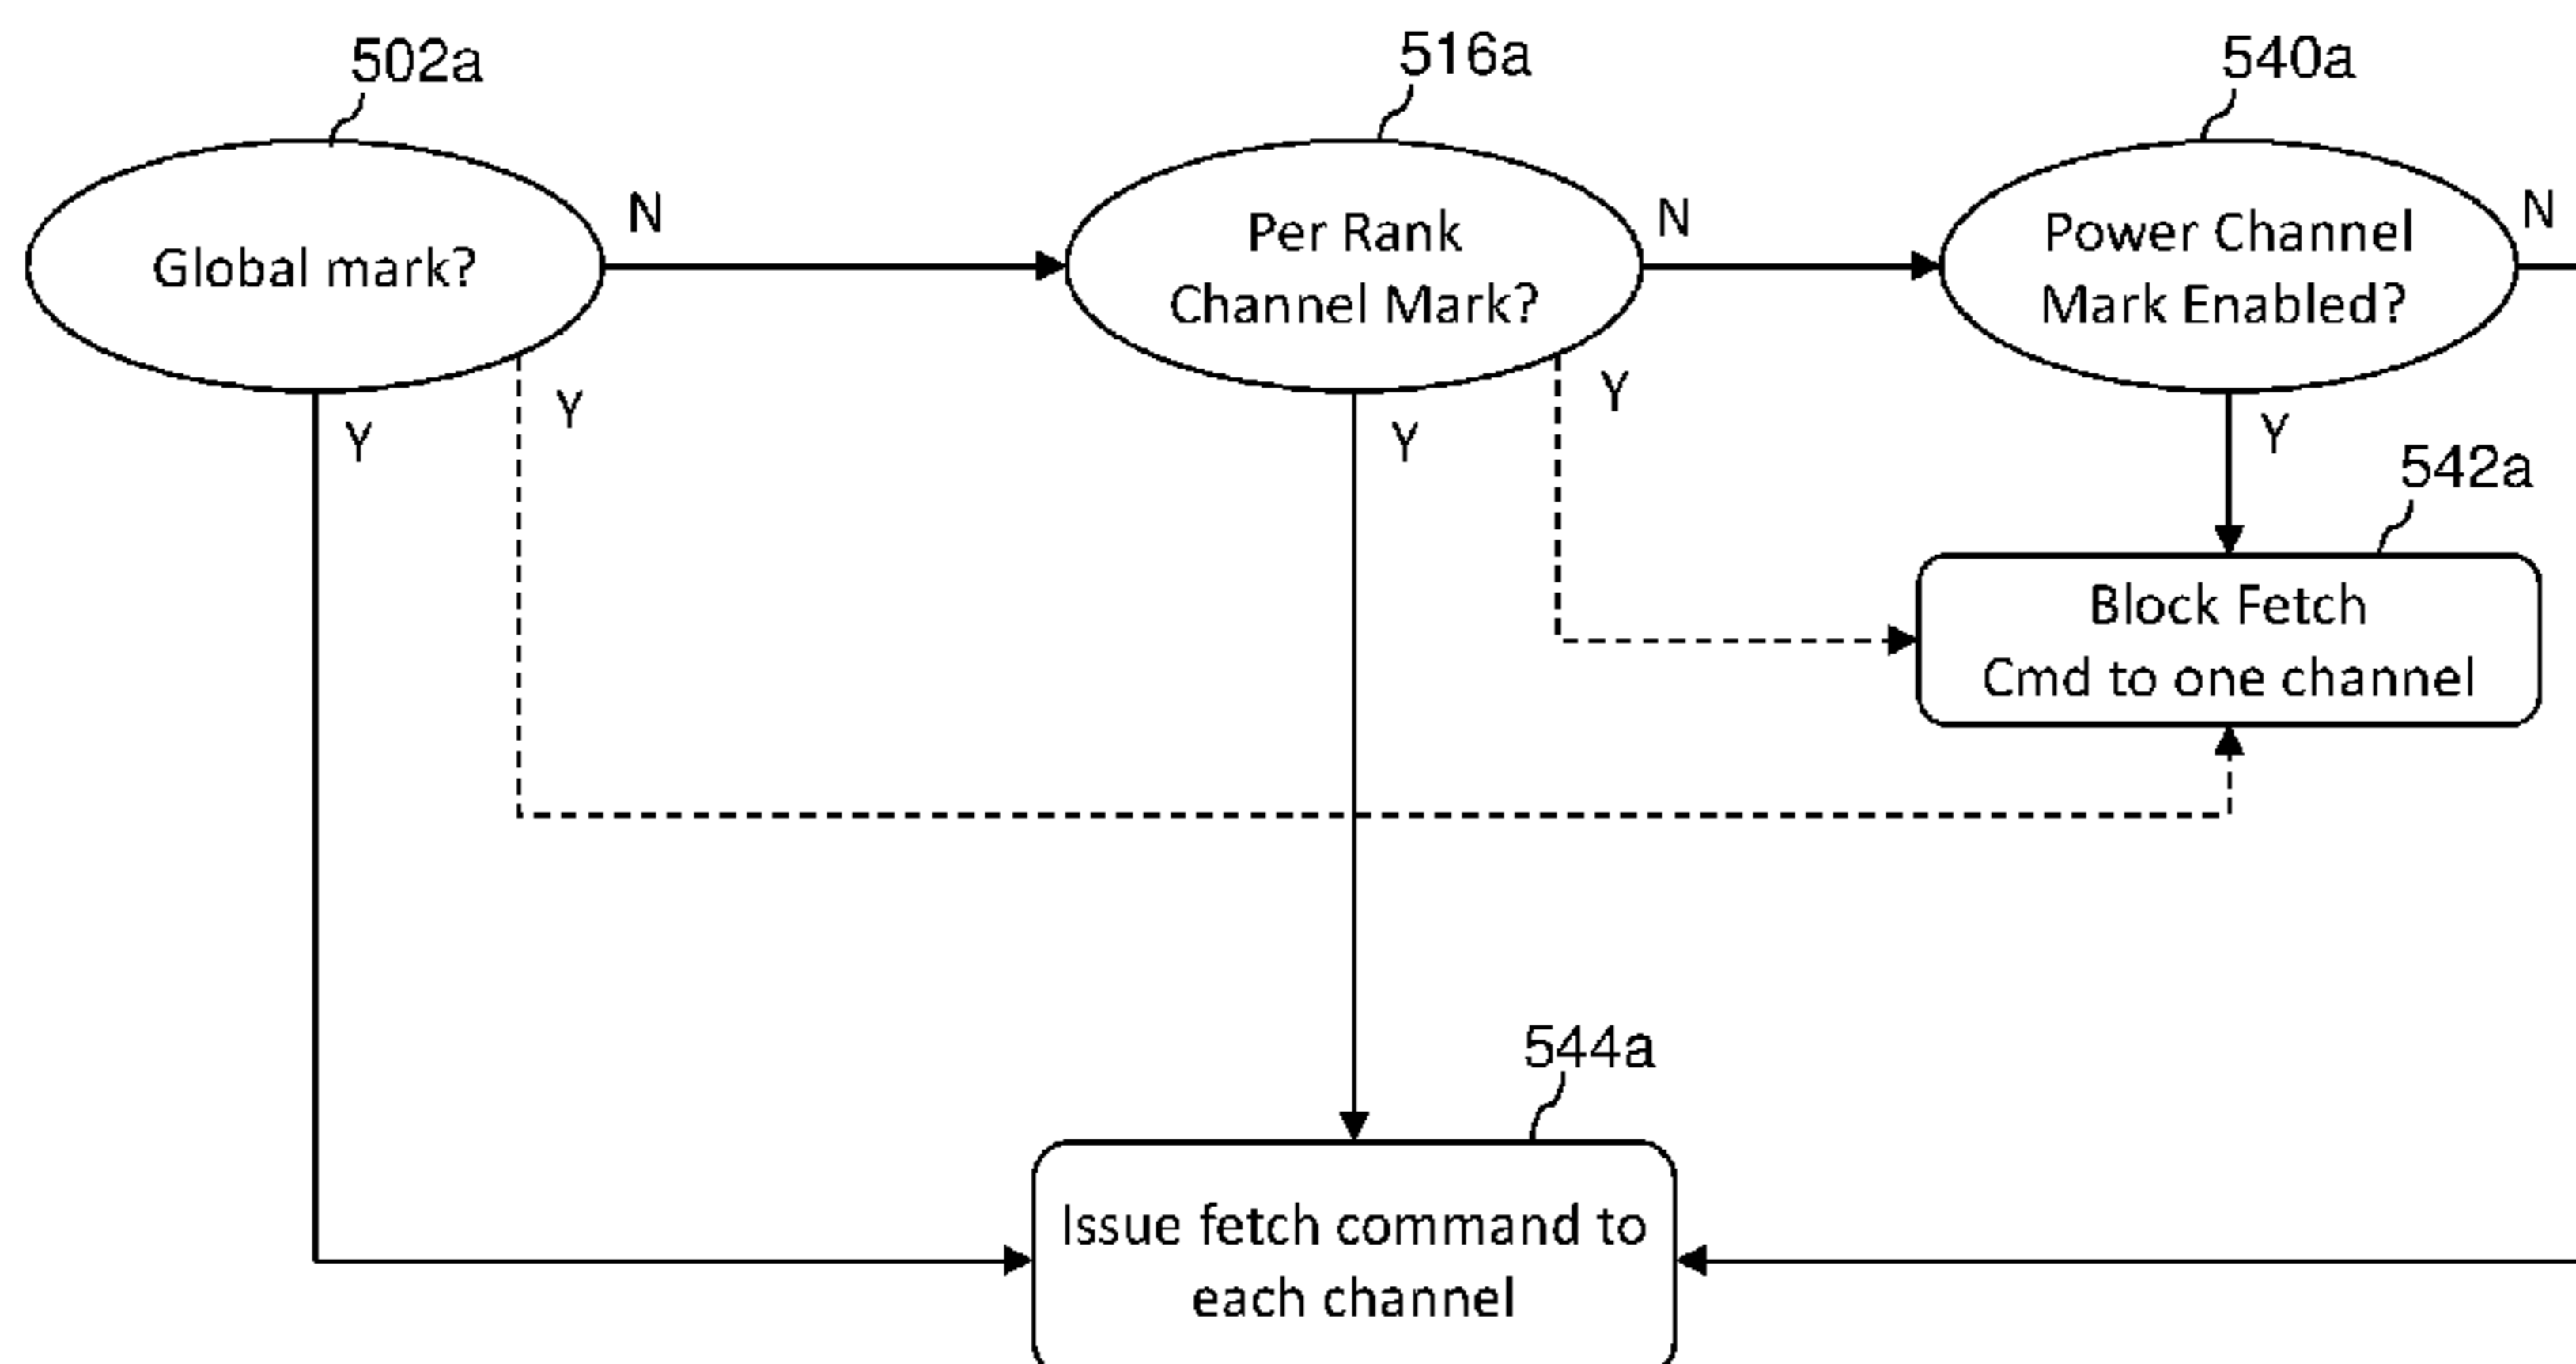 502a
516a
540a
Global mark?
N
Per Rank
Channel Mark?
N
Power Channel
Mark Enabled?
N
Y
Y
Y
Y
Y
542a
Block Fetch
Cmd to one channel
544a
Issue fetch command to
each channel